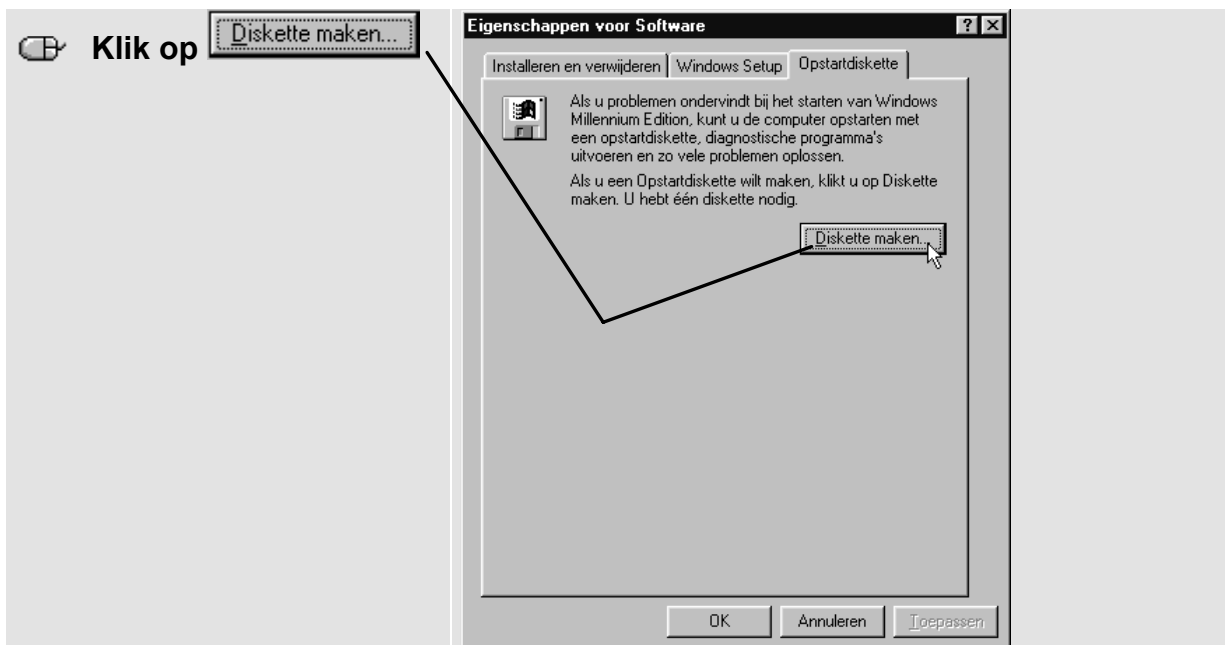 Klik op Diskette maken...
Eigenschappen voor Software
Installeren en verwijderen Windows Setup Opstartdiskette
Als u problemen ondervindt bij het starten van Windows
Millennium Edition, kunt u de computer opstarten met
een opstartdiskette, diagnostische programma's
uitvoeren en zo vele problemen oplossen.
Als u een Opstartdiskette wilt maken, klikt u op Diskette
maken. U hebt één diskette nodig.
Diskette maken...
OK Annuleren Toepassen